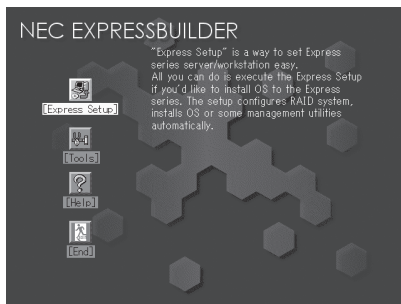 NEC EXPRESSBUILDER
"Express Setup" is a way to set Express
series server/workstation easy.
All you can do is execute the Express Setup
if you'd like to install OS to the Express
series. The setup configures RAID system,
installs OS or some management utilities
automatically.
[Express Setup]
[Tools]
[Help]
[End]